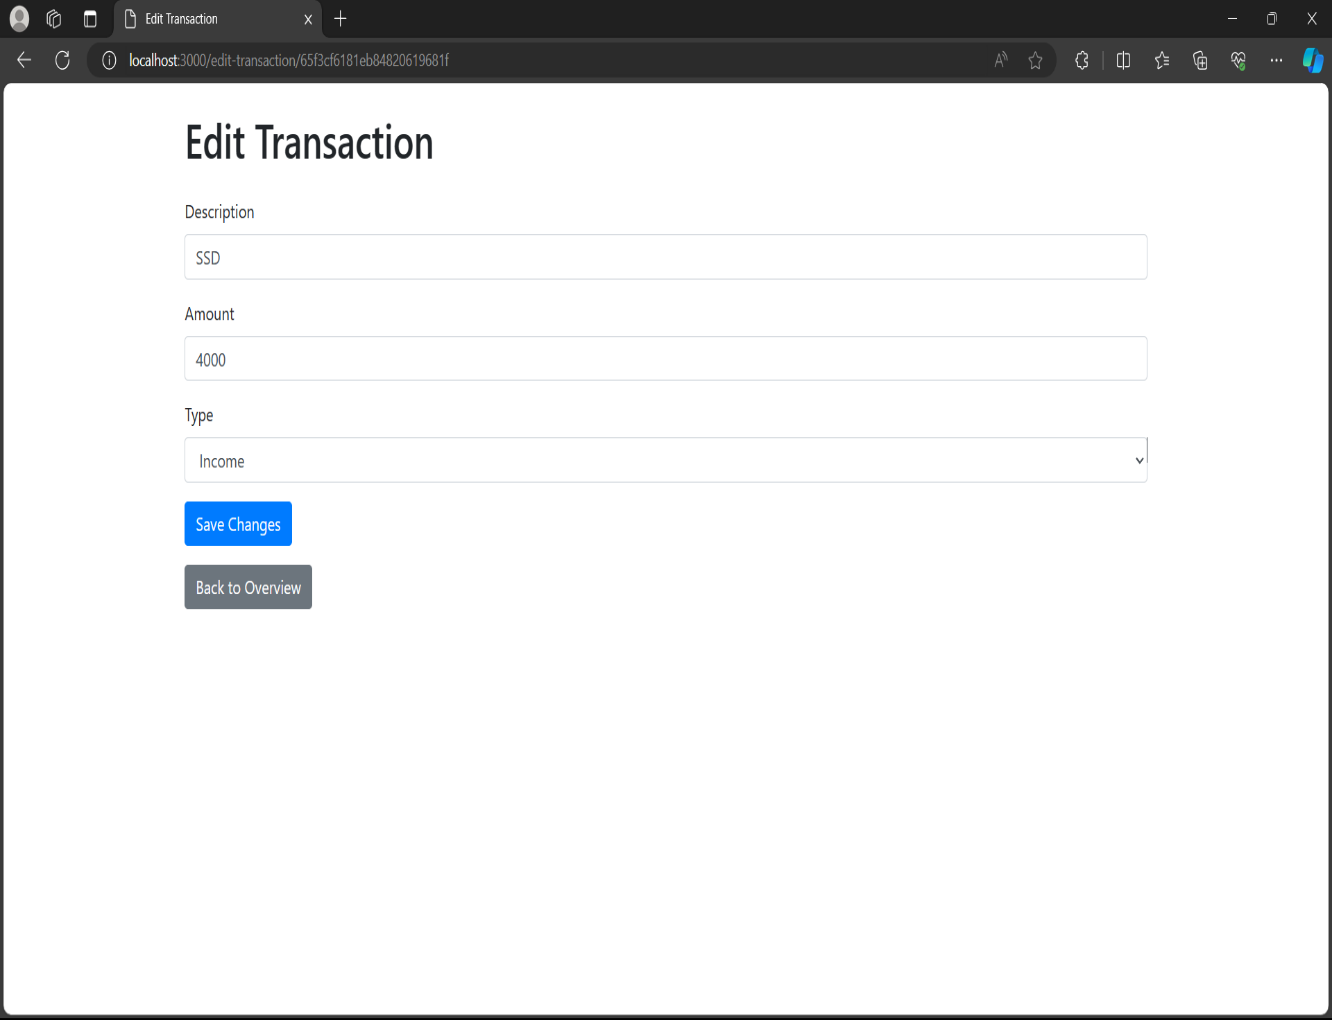 Edit Transaction
localhost:3000/edit-transaction/65f3cf6181eb84820619681f
Edit Transaction
Description
SSD
Amount
4000
Type
Income
Save Changes
Back to Overview